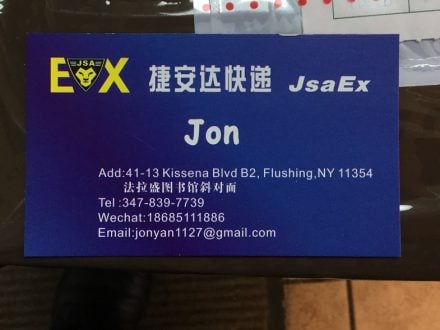 EX JSA 捷安达快递 JsaEx
Jon
Add:41-13 Kissena Blvd B2, Flushing,NY 11354
法拉盛图书馆斜对面
Tel :347-839-7739
Wechat:18685111886
Email:jonyan1127@gmail.com